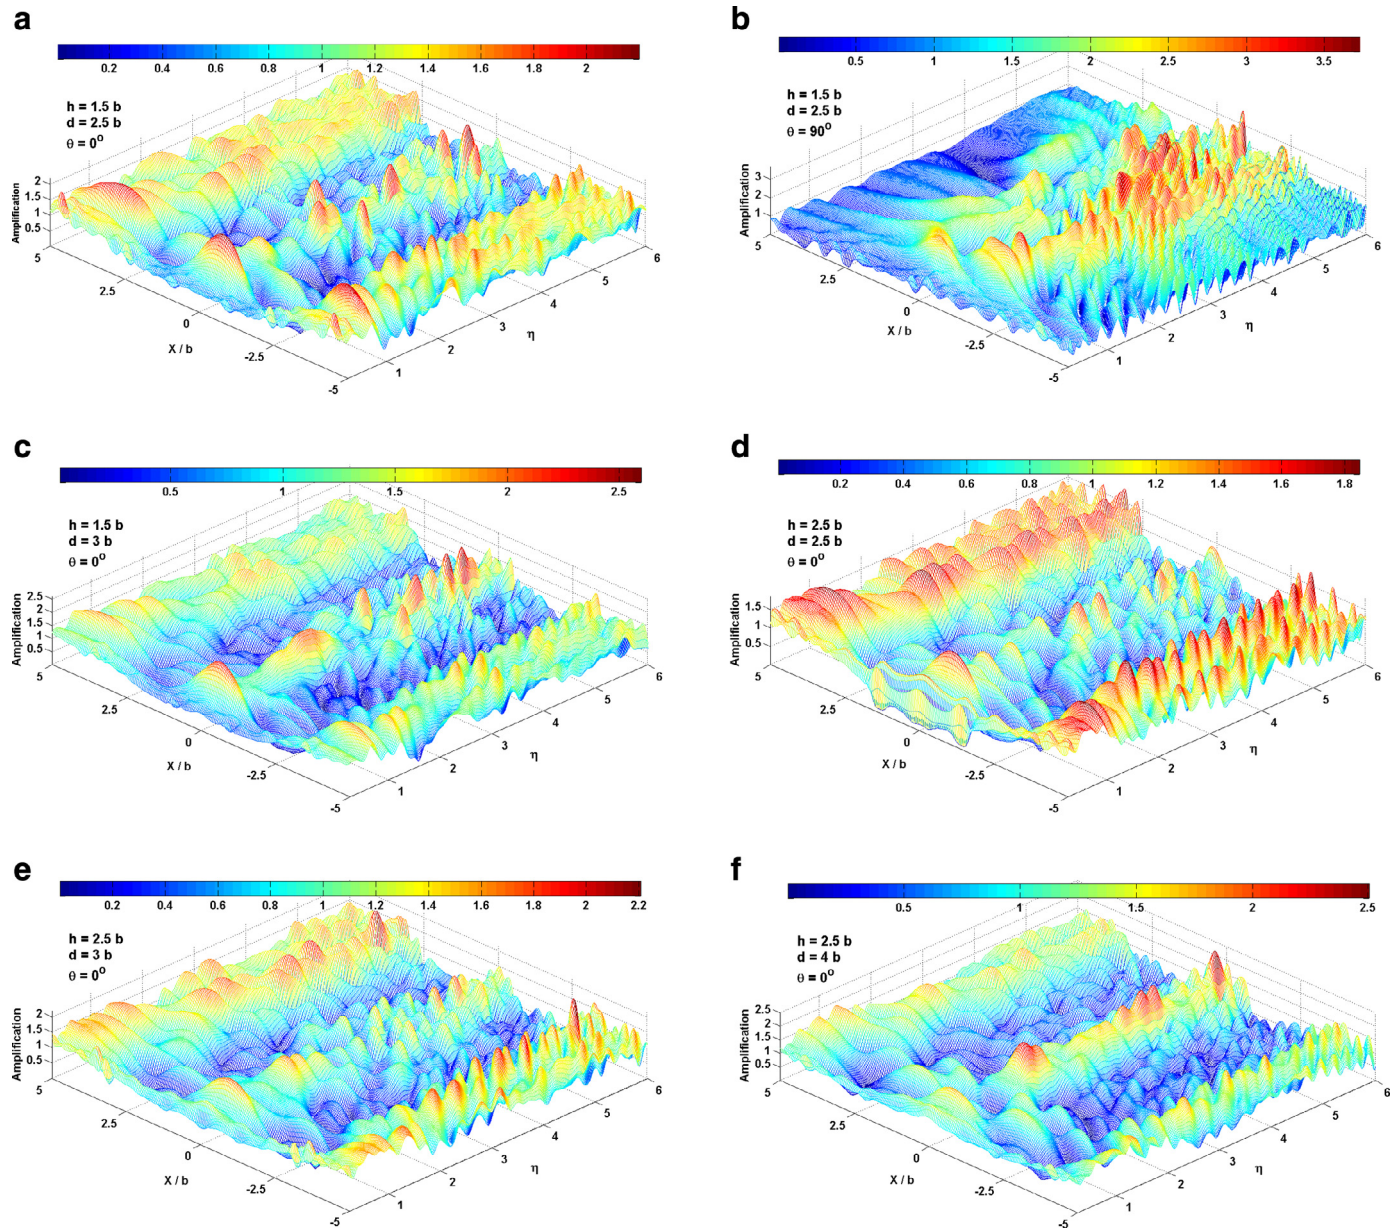 a
0.2 0.4 0.6 0.8 1 1.2 1.4 1.6 1.8 2
h = 1.5 b
d = 2.5 b
θ = 0°
Amplification
2
1.5
1
0.5
5
2.5
0
-2.5
-5
X / b
1
2
3
4
5
6
η
b
0.5 1 1.5 2 2.5 3 3.5
h = 1.5 b
d = 2.5 b
θ = 90°
Amplification
3
2
1
5
2.5
0
-2.5
-5
X / b
1
2
3
4
5
6
η
c
0.5 1 1.5 2 2.5
h = 1.5 b
d = 3 b
θ = 0°
Amplification
2.5
2
1.5
1
0.5
5
2.5
0
-2.5
-5
X / b
1
2
3
4
5
6
η
d
0.2 0.4 0.6 0.8 1 1.2 1.4 1.6 1.8
h = 2.5 b
d = 2.5 b
θ = 0°
Amplification
1.5
1
0.5
5
2.5
0
-2.5
-5
X / b
1
2
3
4
5
6
η
e
0.2 0.4 0.6 0.8 1 1.2 1.4 1.6 1.8 2 2.2
h = 2.5 b
d = 3 b
θ = 0°
Amplification
2
1.5
1
0.5
5
2.5
0
-2.5
-5
X / b
1
2
3
4
5
6
η
f
0.5 1 1.5 2 2.5
h = 2.5 b
d = 4 b
θ = 0°
Amplification
2.5
2
1.5
1
0.5
5
2.5
0
-2.5
-5
X / b
1
2
3
4
5
6
η